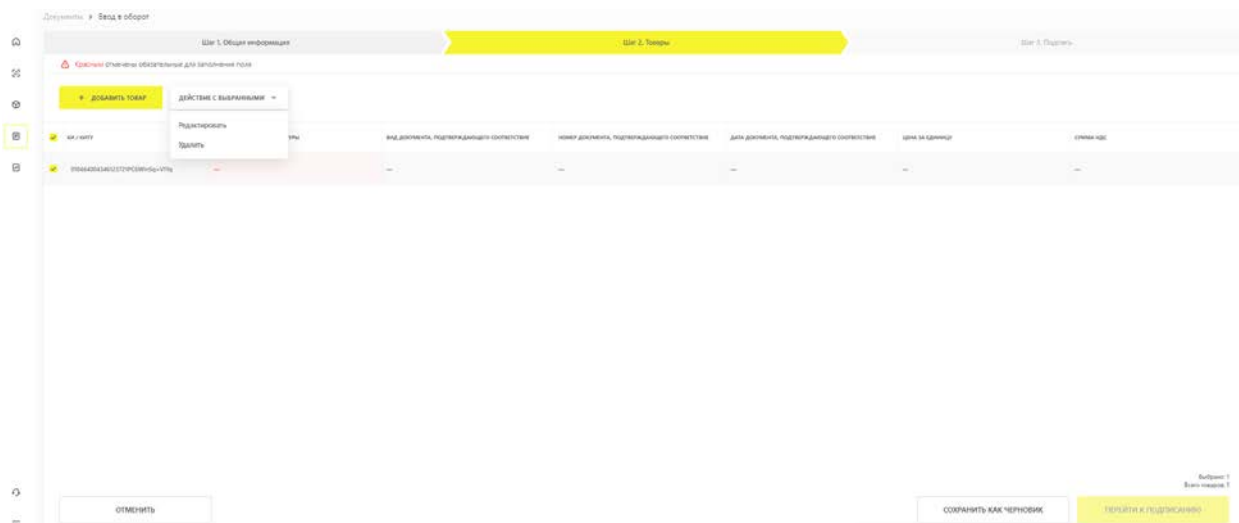 Документы > Ввод в оборот
Шаг 1. Общая информация
Шаг 2. Товары
Шаг 3. Подпись
Красным отмечены обязательные для заполнения поля
+ ДОБАВИТЬ ТОВАР
ДЕЙСТВИЕ С ВЫБРАННЫМИ
Редактировать
Удалить
ВИД ДОКУМЕНТА, ПОДТВЕРЖДАЮЩЕГО СООТВЕТСТВИЕ
НОМЕР ДОКУМЕНТА, ПОДТВЕРЖДАЮЩЕГО СООТВЕТСТВИЕ
ДАТА ДОКУМЕНТА, ПОДТВЕРЖДАЮЩЕГО СООТВЕТСТВИЕ
ЦЕНА ЗА ЕДИНИЦУ
СУММА НДС
— — — — — —
Выбрано: 1
Всего товаров: 1
ОТМЕНИТЬ
СОХРАНИТЬ КАК ЧЕРНОВИК
ПЕРЕЙТИ К ПОДПИСАНИЮ